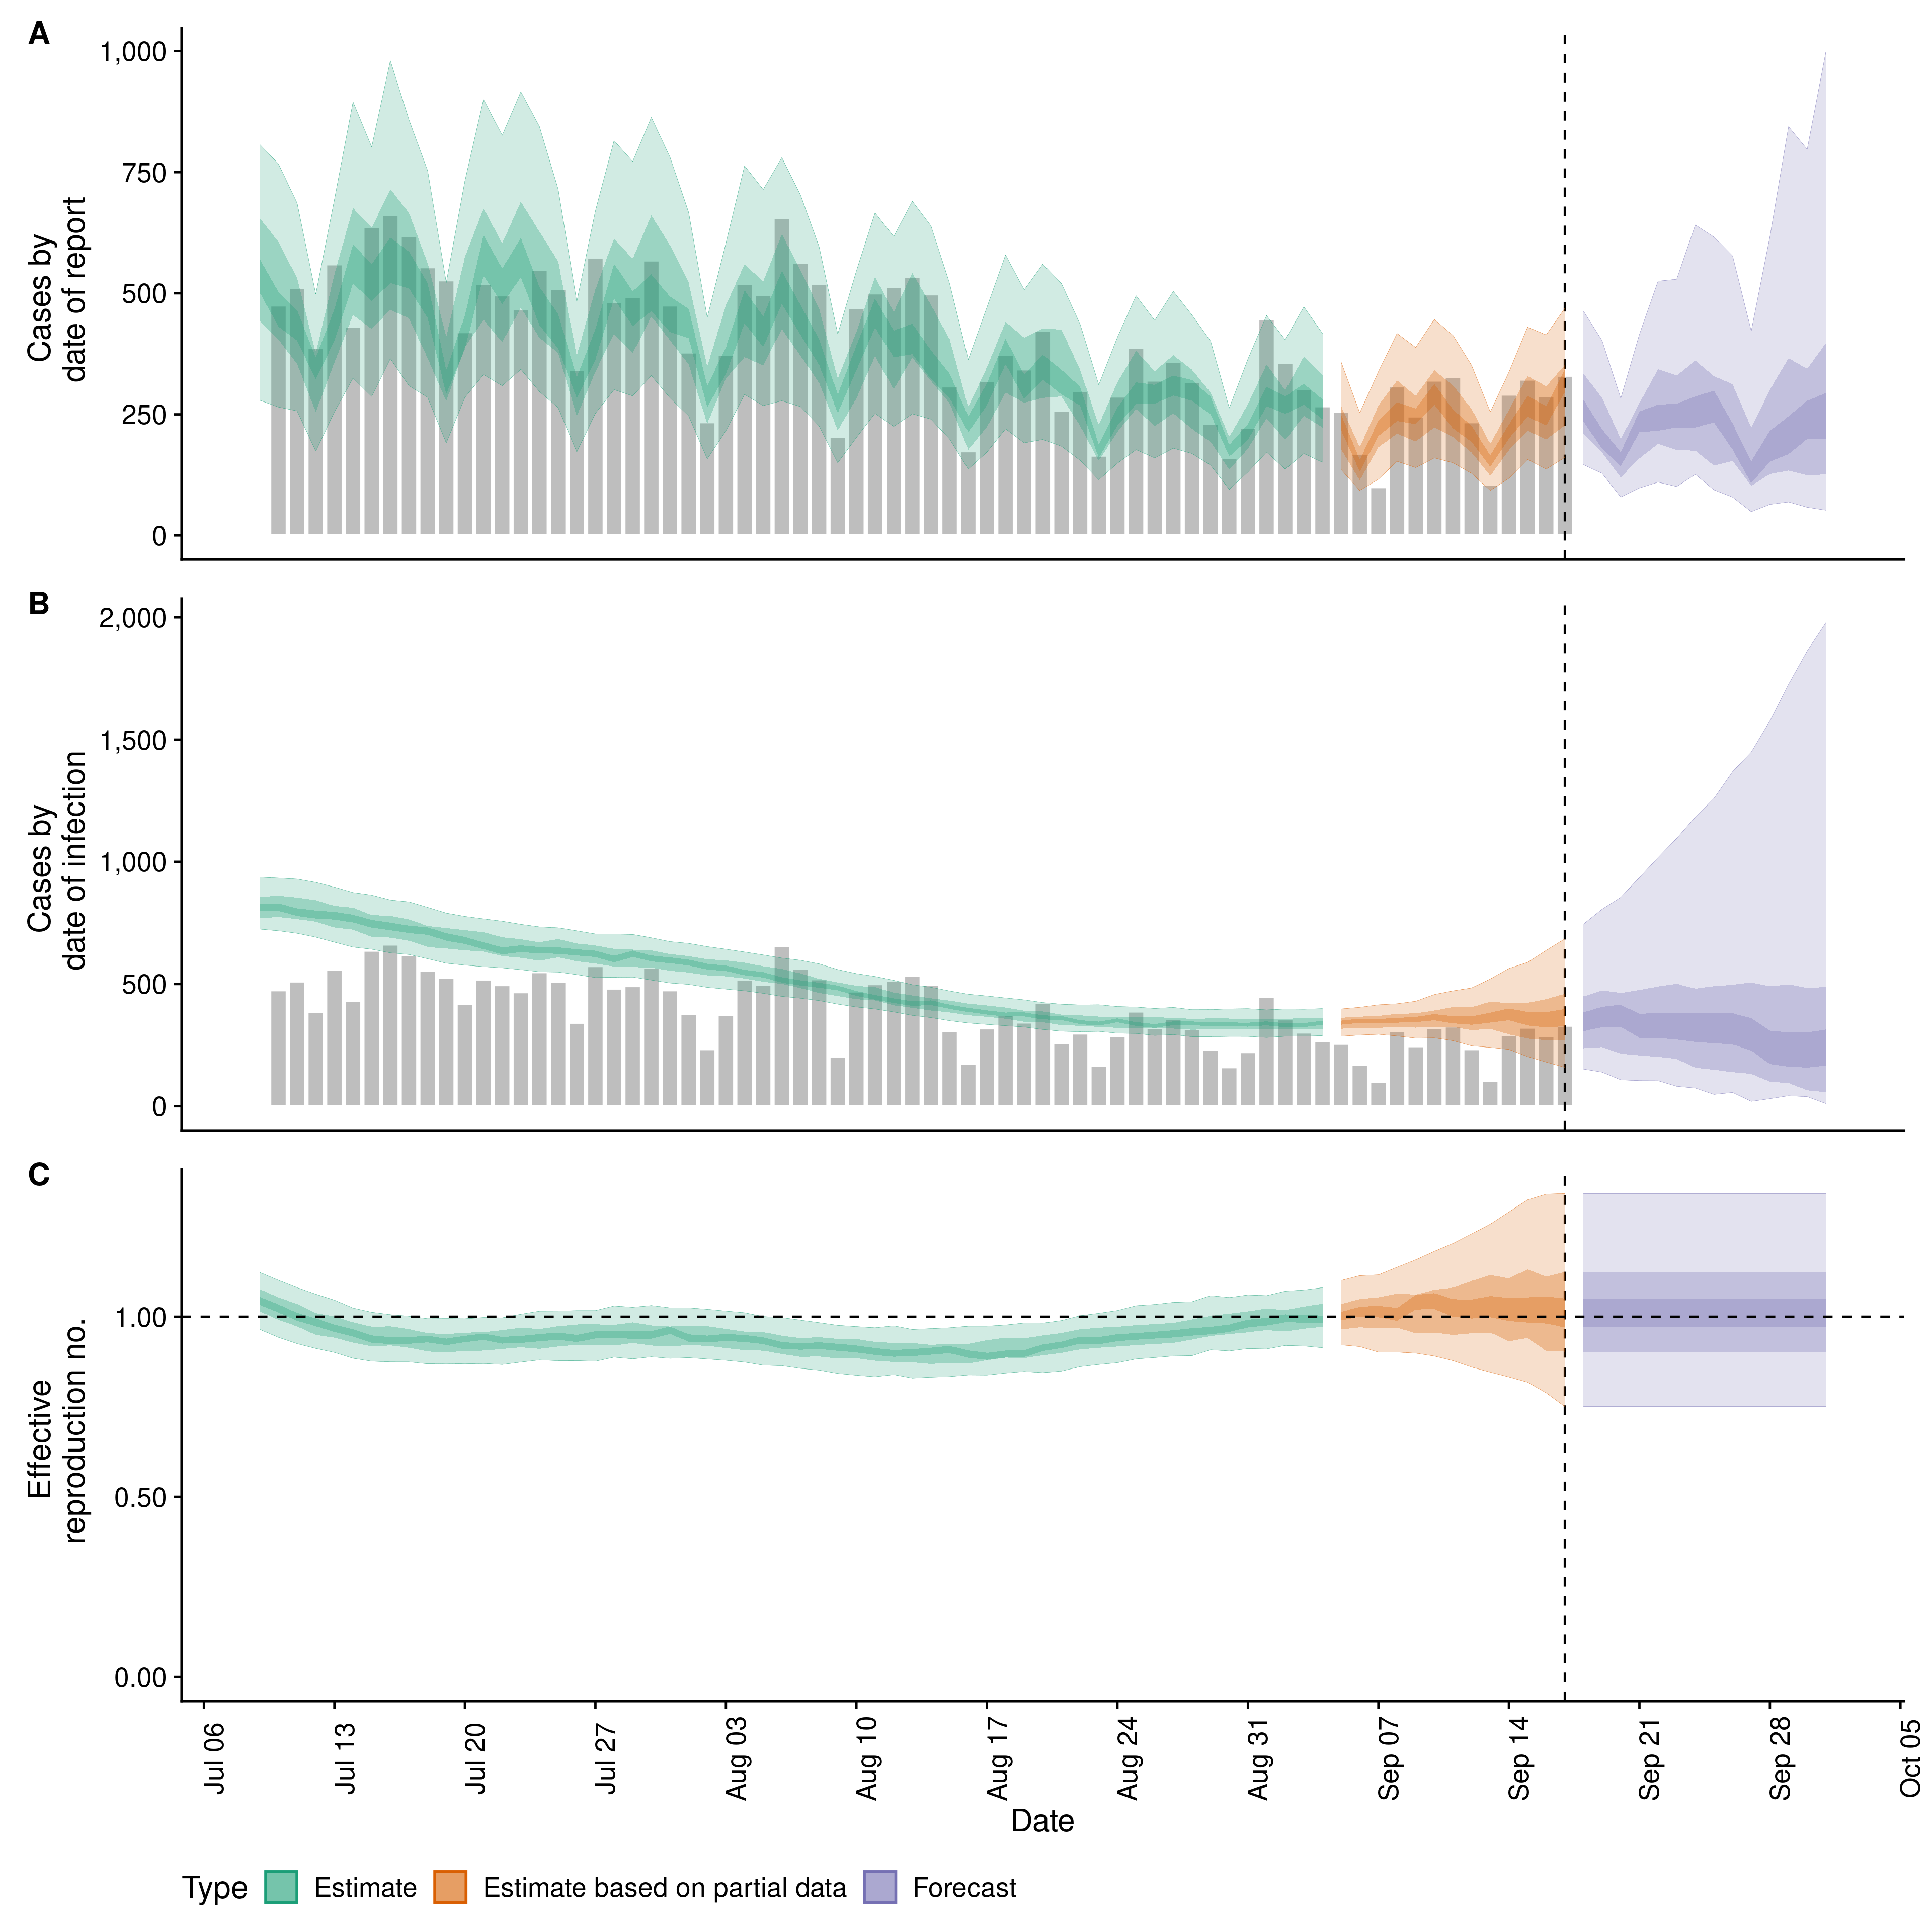 A
1,000
750
500
250
0
Cases by
date of report
B
2,000
1,500
1,000
500
0
Cases by
date of infection
C
1.00
0.50
0.00
Effective
reproduction no.
Jul 06
Jul 13
Jul 20
Jul 27
Aug 03
Aug 10
Aug 17
Aug 24
Aug 31
Sep 07
Sep 14
Sep 21
Sep 28
Oct 05
Date
Type Estimate Estimate based on partial data Forecast